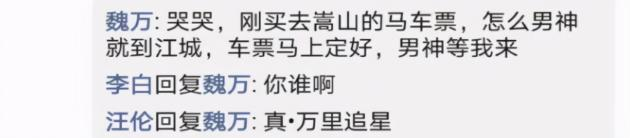 魏万: 哭哭，刚买去嵩山的马车票，怎么男神
就到江城，车票马上定好，男神等我来
李白回复魏万: 你谁啊
汪伦回复魏万: 真•万里追星